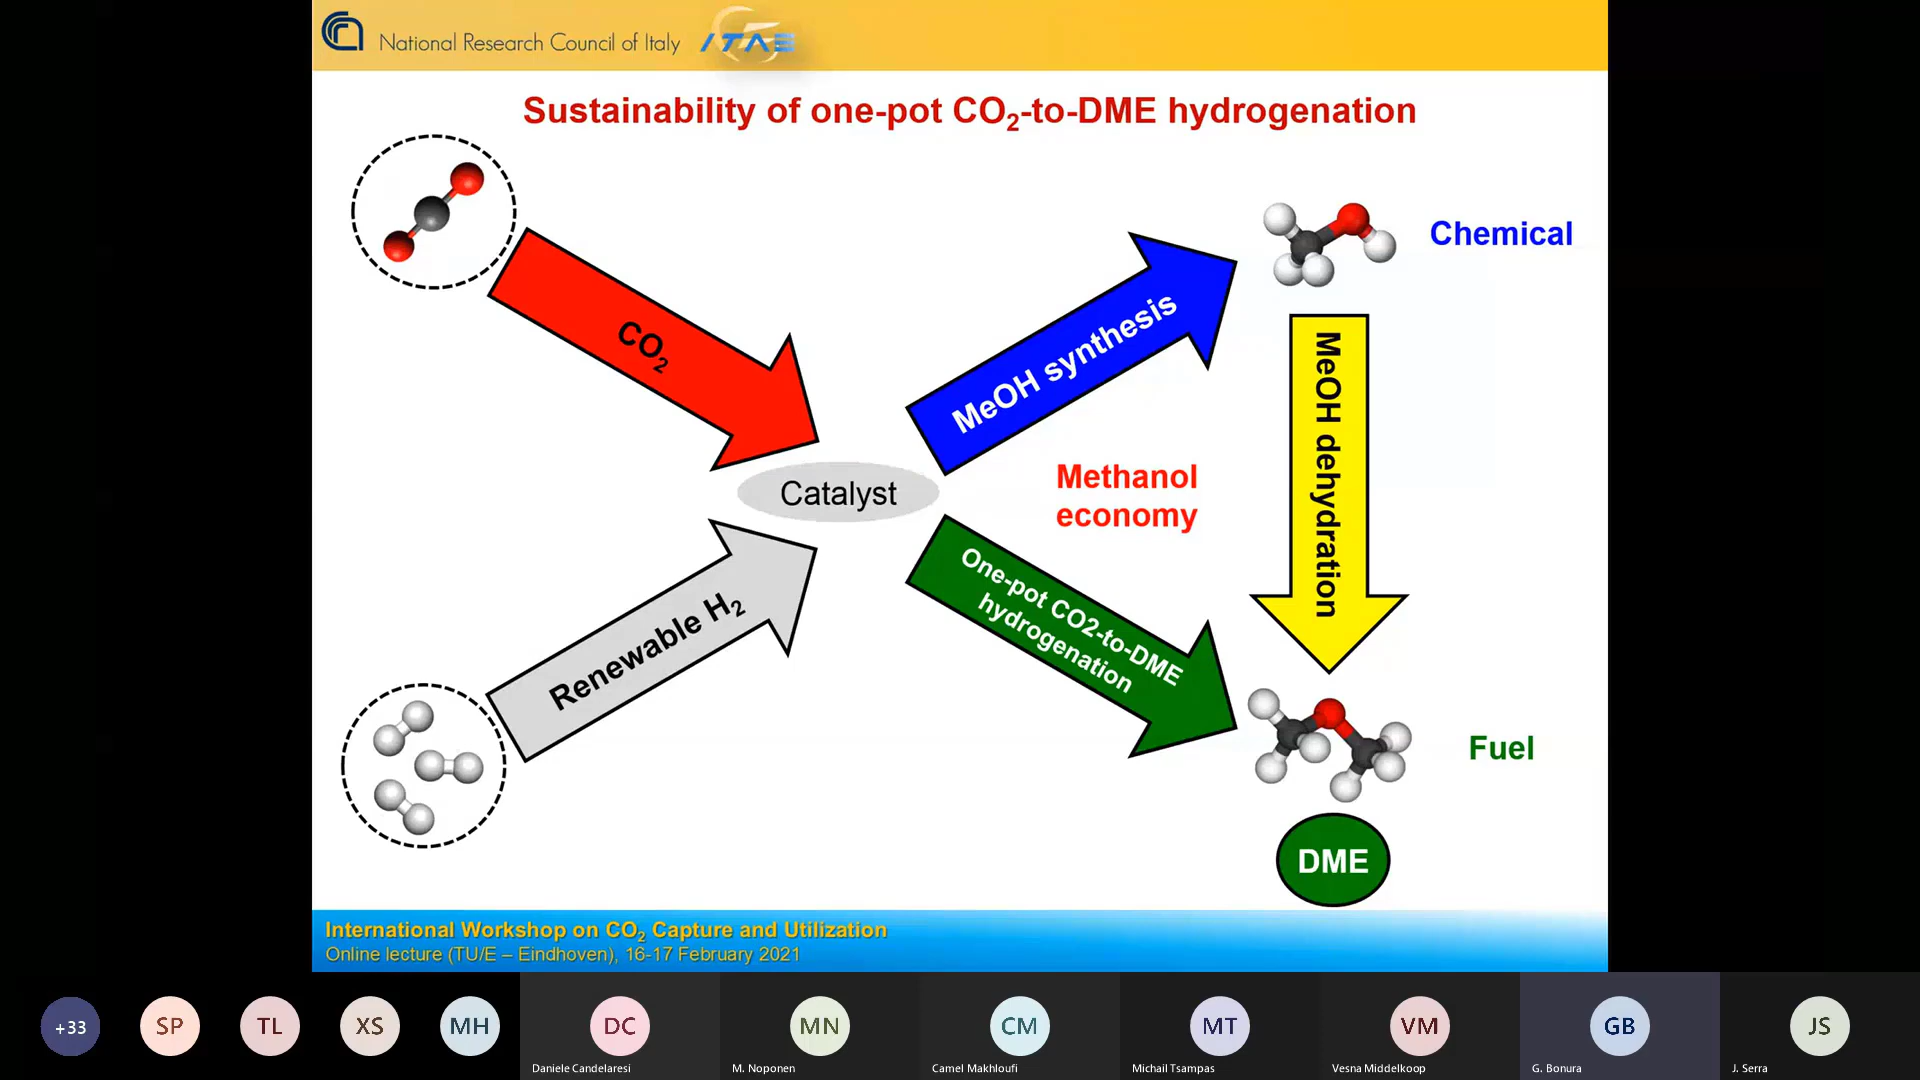 National Research Council of Italy ITAE
Sustainability of one-pot CO₂-to-DME hydrogenation
Chemical
CO₂
MeOH synthesis
MeOH dehydration
Methanol
economy
Catalyst
Renewable H₂
One-pot CO2-to-DME
hydrogenation
Fuel
DME
International Workshop on CO₂ Capture and Utilization
Online lecture (TU/E – Eindhoven), 16-17 February 2021
+33
SP
TL
XS
MH
DC
MN
CM
MT
VM
GB
JS
Daniele Candelaresi
M. Noponen
Camel Makhloufi
Michail Tsampas
Vesna Middelkoop
G. Bonura
J. Serra